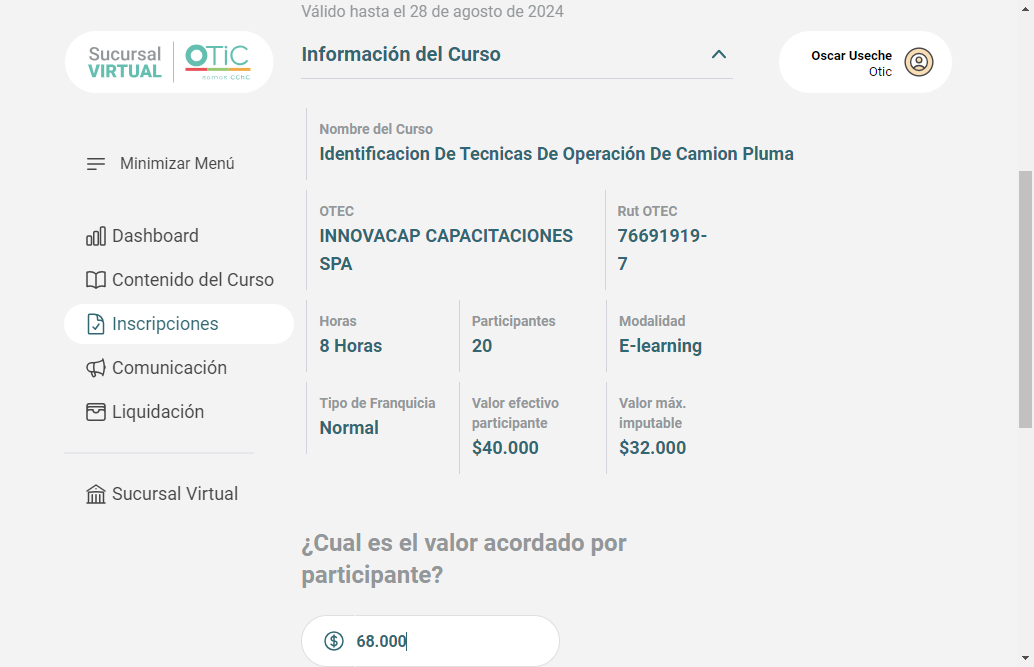 Válido hasta el 28 de agosto de 2024
Sucursal
VIRTUAL
OTIC
somos CChC
Información del Curso
Oscar Useche
Otic
Minimizar Menú
Dashboard
Contenido del Curso
Inscripciones
Comunicación
Liquidación
Sucursal Virtual
Nombre del Curso
Identificacion De Tecnicas De Operación De Camion Pluma
OTEC
INNOVACAP CAPACITACIONES
SPA
Rut OTEC
76691919-
7
Horas
8 Horas
Participantes
20
Modalidad
E-learning
Tipo de Franquicia
Normal
Valor efectivo
participante
$40.000
Valor máx.
imputable
$32.000
¿Cual es el valor acordado por
participante?
$ 68.000